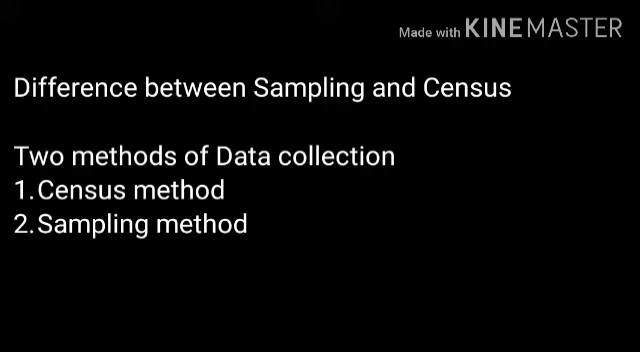 Made with KINEMASTER
Difference between Sampling and Census
Two methods of Data collection
1.Census method
2.Sampling method